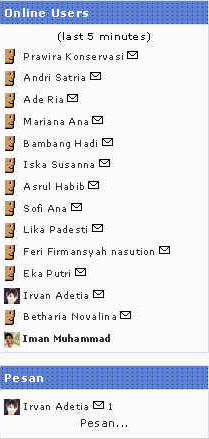 Online Users
(last 5 minutes)
Prawira Konservasi
Andri Satria
Ade Ria
Mariana Ana
Bambang Hadi
Iska Susanna
Asrul Habib
Sofi Ana
Lika Padesti
Feri Firmansyah nasution
Eka Putri
Irvan Adetia
Betharia Novalina
Iman Muhammad
Pesan
Irvan Adetia 1
Pesan...